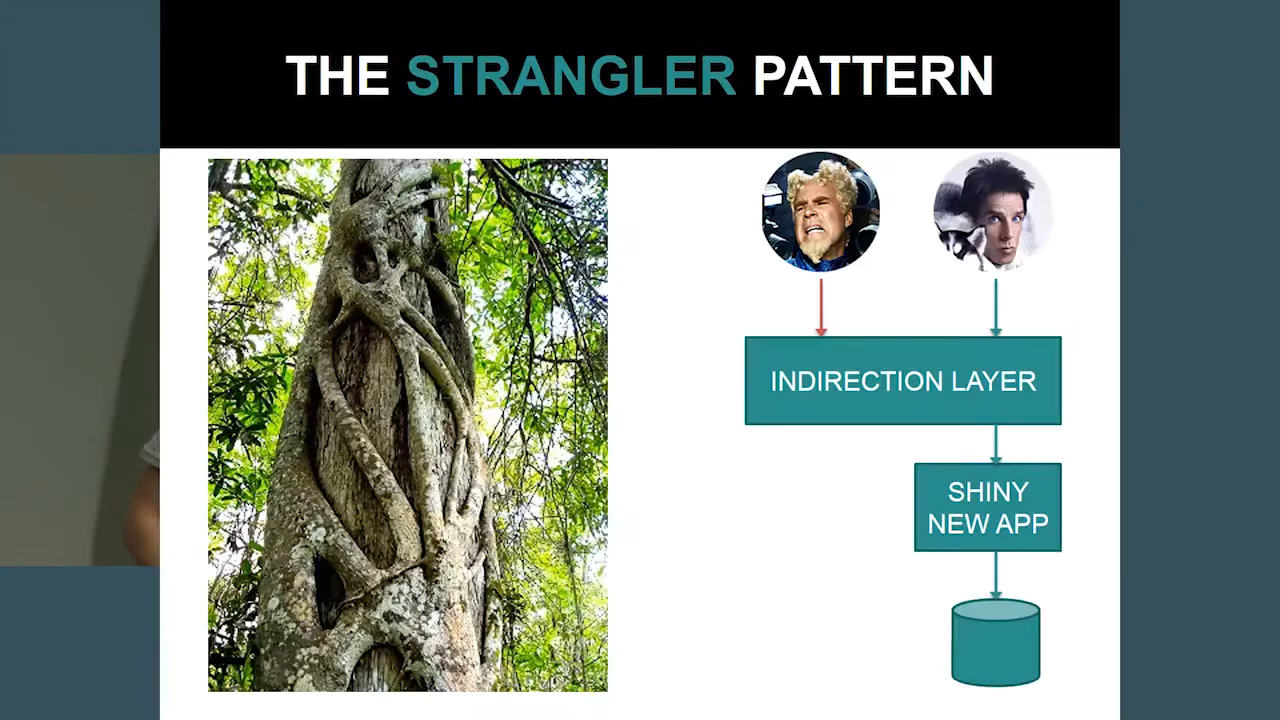 THE STRANGLER PATTERN
INDIRECTION LAYER
SHINY
NEW APP